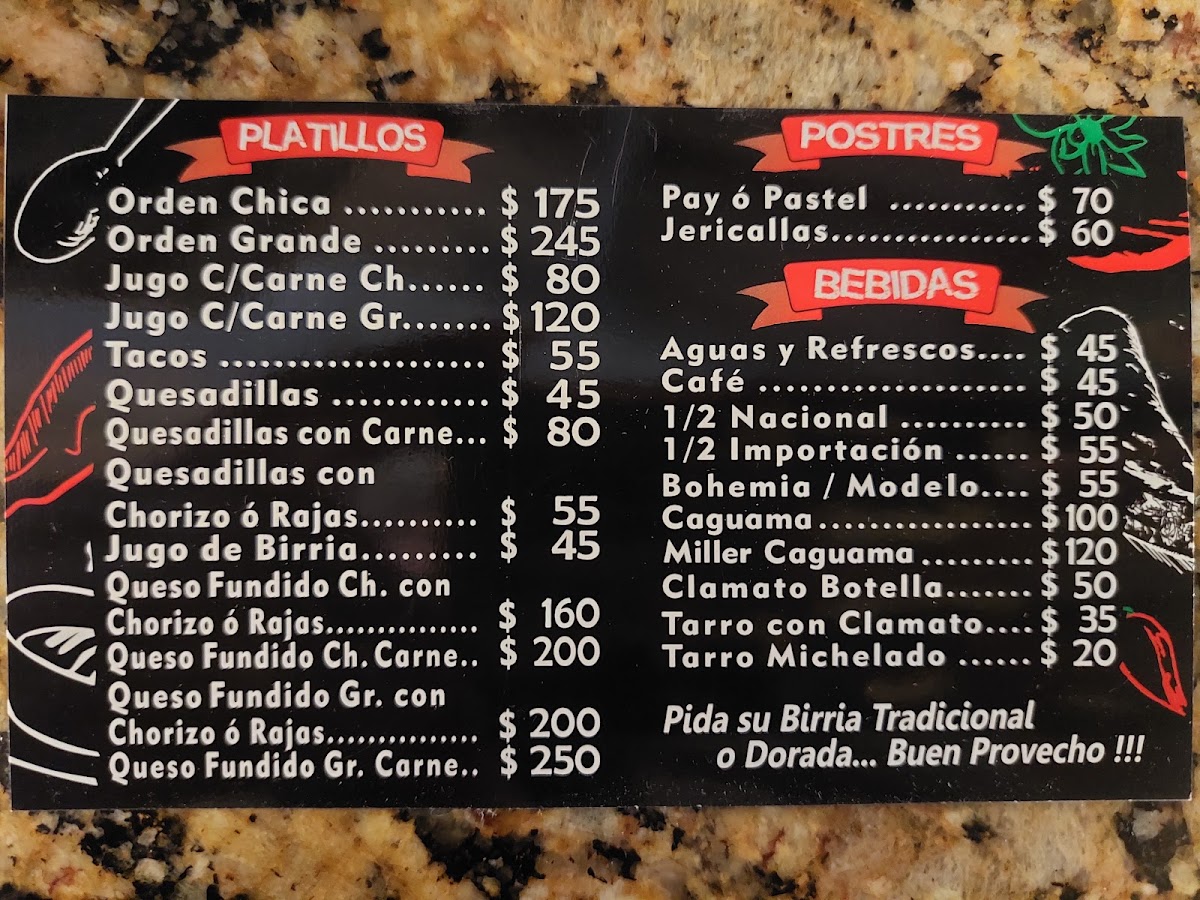 PLATILLOS
Orden Chica ........... $ 175
Orden Grande ......... $ 245
Jugo C/Carne Ch...... $ 80
Jugo C/Carne Gr....... $ 120
Tacos .................... $ 55
Quesadillas ............ $ 45
Quesadillas con Carne... $ 80
Quesadillas con
Chorizo ó Rajas.......... $ 55
Jugo de Birria......... $ 45
Queso Fundido Ch. con
Chorizo ó Rajas............... $ 160
Queso Fundido Ch. Carne.. $ 200
Queso Fundido Gr. con
Chorizo ó Rajas............... $ 200
Queso Fundido Gr. Carne.. $ 250
POSTRES
Pay ó Pastel ........... $ 70
Jericallas................. $ 60
BEBIDAS
Aguas y Refrescos.... $ 45
Café ...................... $ 45
1/2 Nacional ........... $ 50
1/2 Importación ...... $ 55
Bohemia / Modelo.... $ 55
Caguama.................. $100
Miller Caguama ......... $120
Clamato Botella....... $ 50
Tarro con Clamato.... $ 35
Tarro Michelado ...... $ 20
Pida su Birria Tradicional
o Dorada... Buen Provecho !!!